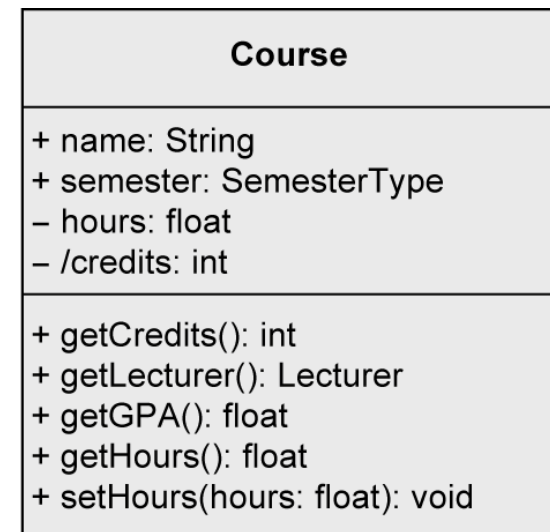 Course
+ name: String
+ semester: SemesterType
– hours: float
– /credits: int
+ getCredits(): int
+ getLecturer(): Lecturer
+ getGPA(): float
+ getHours(): float
+ setHours(hours: float): void